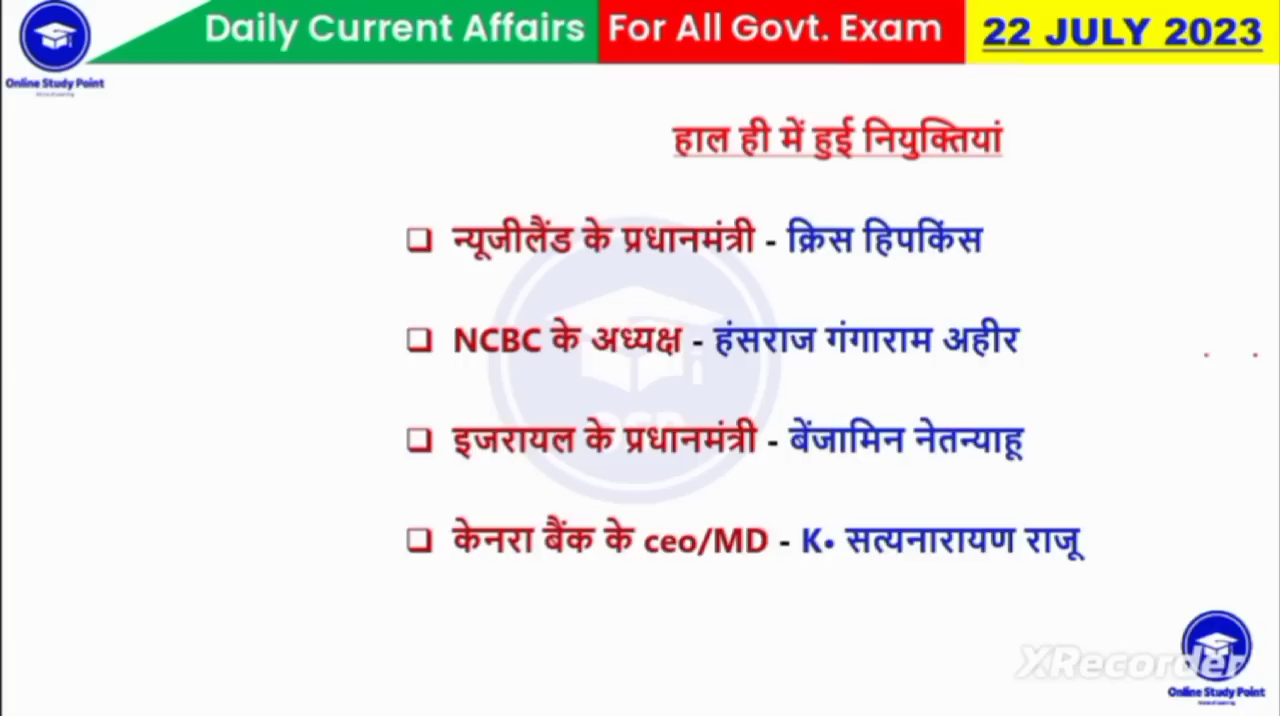 Daily Current Affairs For All Govt. Exam 22 JULY 2023
Online Study Point
हाल ही में हुई नियुक्तियां
❑ न्यूजीलैंड के प्रधानमंत्री - क्रिस हिपकिंस
❑ NCBC के अध्यक्ष - हंसराज गंगाराम अहीर
❑ इजरायल के प्रधानमंत्री - बेंजामिन नेतन्याहू
❑ केनरा बैंक के ceo/MD - K• सत्यनारायण राजू
XRecorder
Online Study Point